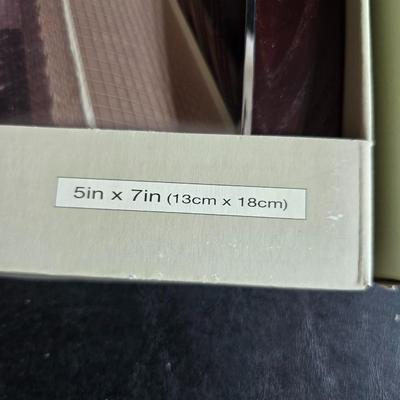 5in x 7in (13cm x 18cm)